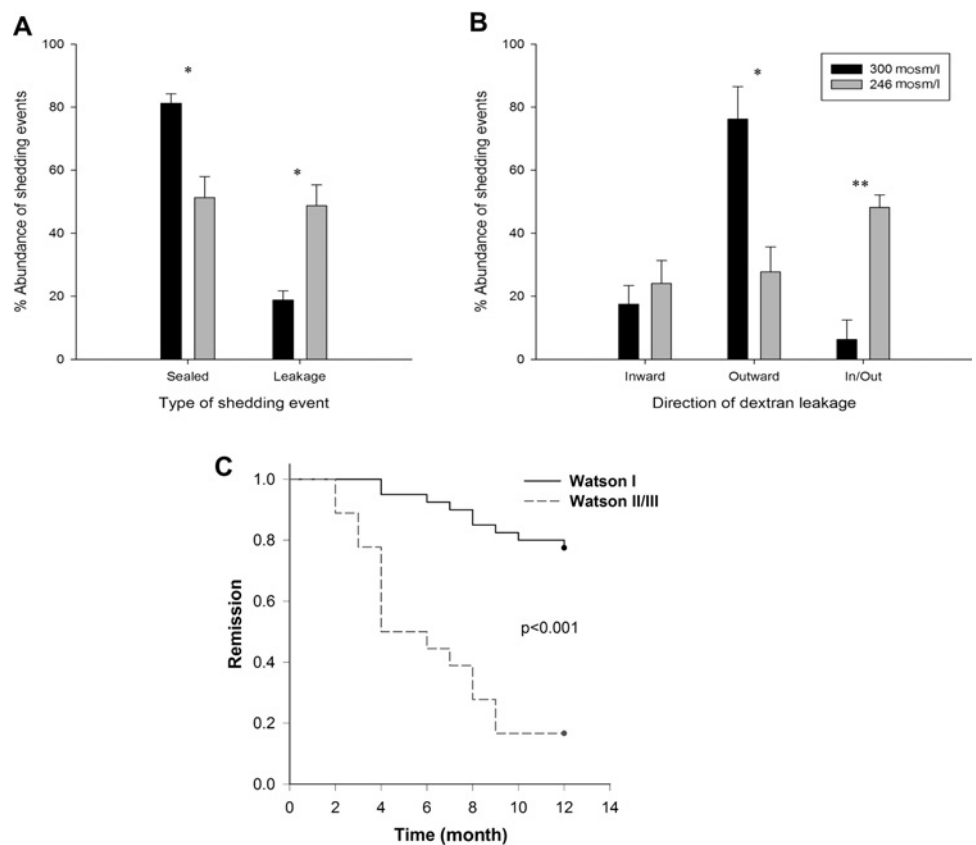 A
% Abundance of shedding events
100
80
60
40
20
0
*
*
Sealed
Leakage
Type of shedding event
B
% Abundance of shedding events
100
80
60
40
20
0
300 mosm/l
246 mosm/l
*
**
Inward
Outward
In/Out
Direction of dextran leakage
C
Remission
1.0
0.8
0.6
0.4
0.2
0.0
Watson I
Watson II/III
p<0.001
0 2 4 6 8 10 12 14
Time (month)